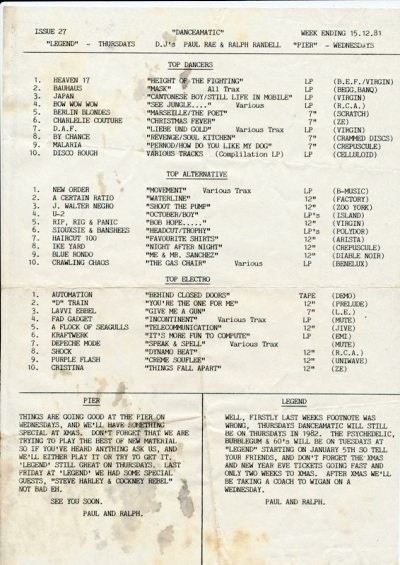 ISSUE 27 "DANCEAMATIC" WEEK ENDING 15.12.81
"LEGEND" - THURSDAYS D.J's PAUL RAE & RALPH RANDELL "PIER" - WEDNESDAYS
TOP DANCERS
1. HEAVEN 17 "HEIGHT OF THE FIGHTING" LP (B.E.F./VIRGIN)
2. BAUHAUS "MASK" All Trax LP (BEGG.BANQ)
3. JAPAN "CANTONESE BOY/STILL LIFE IN MOBILE" LP (VIRGIN)
4. BOW WOW WOW "SEE JUNGLE...." Various LP (R.C.A.)
5. BERLIN BLONDES "MARSEILLE/THE POET" 7" (SCRATCH)
6. CHARLELIE COUTURE "CHRISTMAS FEVER" 7" (ZE)
7. D.A.F. "LIEBE UND GOLD" Various Trax LP (VIRGIN)
8. BY CHANCE "REVENGE/SOUL KITCHEN" 7" (CRAMMED DISCS)
9. MALARIA "PERNOD/HOW DO YOU LIKE MY DOG" 7" (CREPUSCULE)
10. DISCO ROUGH VARIOUS TRACKS (Complilation LP) LP (CELLULOID)
TOP ALTERNATIVE
1. NEW ORDER "MOVEMENT" Various Trax LP (B-MUSIC)
2. A CERTAIN RATIO "WATERLINE" 12" (FACTORY)
3. J. WALTER NEGRO "SHOOT THE PUMP" 12" (ZOO YORK)
4. U-2 "OCTOBER/BOY" LP's (ISLAND)
5. RIP, RIG & PANIC "BOB HOPE....." 12" (VIRGIN)
6. SIOUXSIE & BANSHEES "HEADCUT/TROPHY" LP's (POLYDOR)
7. HAIRCUT 100 "FAVOURITE SHIRTS" 12" (ARISTA)
8. IKE YARD "NIGHT AFTER NIGHT" 12" (CREPUSCULE)
9. BLUE RONDO "ME & MR. SANCHEZ" 12" (DIABLE NOIR)
10. CRAWLING CHAOS "THE GAS CHAIR" Various LP (BENELUX)
TOP ELECTRO
1. AUTOMATION "BEHIND CLOSED DOORS" TAPE (DEMO)
2. "D" TRAIN "YOU'RE THE ONE FOR ME" 12" (PRELUDE)
3. LAVVI EBBEL "GIVE ME A GUN" 7" (L.E.)
4. FAD GADGET "INCONTINENT" Various Trax LP (MUTE)
5. A FLOCK OF SEAGULLS "TELECOMMUNICATION" 12" (JIVE)
6. KRAFTWERK "IT'S MORE FUN TO COMPUTE" LP (EMI)
7. DEPECHE MODE "SPEAK & SPELL" Various Trax (MUTE)
8. SHOCK "DYNAMO BEAT" 12" (R.C.A.)
9. PURPLE FLASH "CREME SOUFLEE" 12" (UNIWAVE)
10. CRISTINA "THINGS FALL APART" 12" (ZE)
PIER
THINGS ARE GOING GOOD AT THE PIER ON
WEDNESDAYS, AND WE'LL HAVE SOMETHING
SPECIAL AT XMAS. DON'T FORGET THAT WE ARE
TRYING TO PLAY THE BEST OF NEW MATERIAL
SO IF YOU'VE HEARD ANYTHING ASK US, AND
WE'LL EITHER PLAY IT OR TRY TO GET IT.
'LEGEND' STILL GREAT ON THURSDAYS. LAST
FRIDAY AT 'LEGEND' WE HAD SOME SPECIAL
GUESTS, "STEVE HARLEY & COCKNEY REBEL"
NOT BAD EH.
SEE YOU SOON.
PAUL AND RALPH.
LEGEND
WELL, FIRSTLY LAST WEEKS FOOTNOTE WAS
WRONG, THURSDAYS DANCEAMATIC WILL STILL
BE ON THURSDAYS IN 1982. THE PSYCHEDELIC,
BUBBLEGUM & 60's WILL BE ON TUESDAYS AT
"LEGEND" STARTING ON JANUARY 5TH SO TELL
YOUR FRIENDS, AND DON'T FORGET THE XMAS
AND NEW YEAR EVE TICKETS GOING FAST AND
ONLY TWO WEEKS TO XMAS. AFTER XMAS WE'LL
BE TAKING A COACH TO WIGAN ON A
WEDNESDAY.
PAUL AND RALPH.